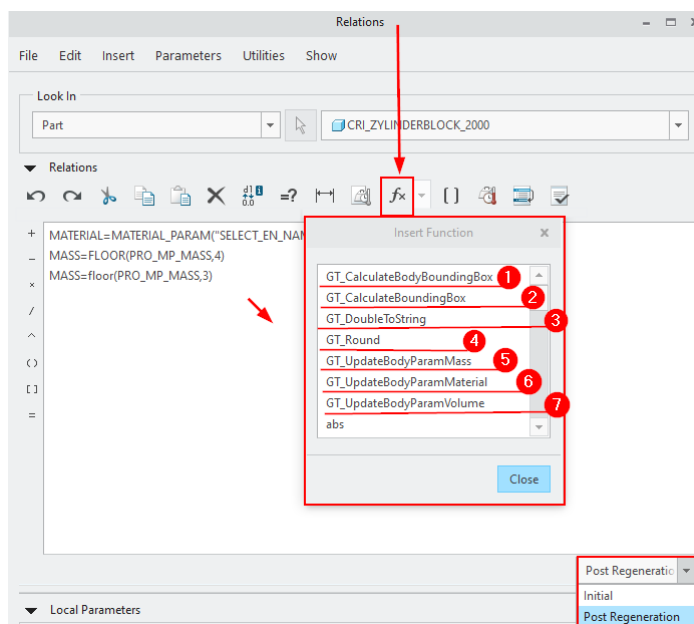 Relations
File Edit Insert Parameters Utilities Show
Look In
Part CRI_ZYLINDERBLOCK_2000
Relations
MATERIAL=MATERIAL_PARAM("SELECT_EN_NAM
MASS=FLOOR(PRO_MP_MASS,4)
MASS=floor(PRO_MP_MASS,3)
Insert Function
GT_CalculateBodyBoundingBox 1
GT_CalculateBoundingBox 2
GT_DoubleToString 3
GT_Round 4
GT_UpdateBodyParamMass 5
GT_UpdateBodyParamMaterial 6
GT_UpdateBodyParamVolume 7
abs
Close
Post Regeneratio
Initial
Local Parameters
Post Regeneration